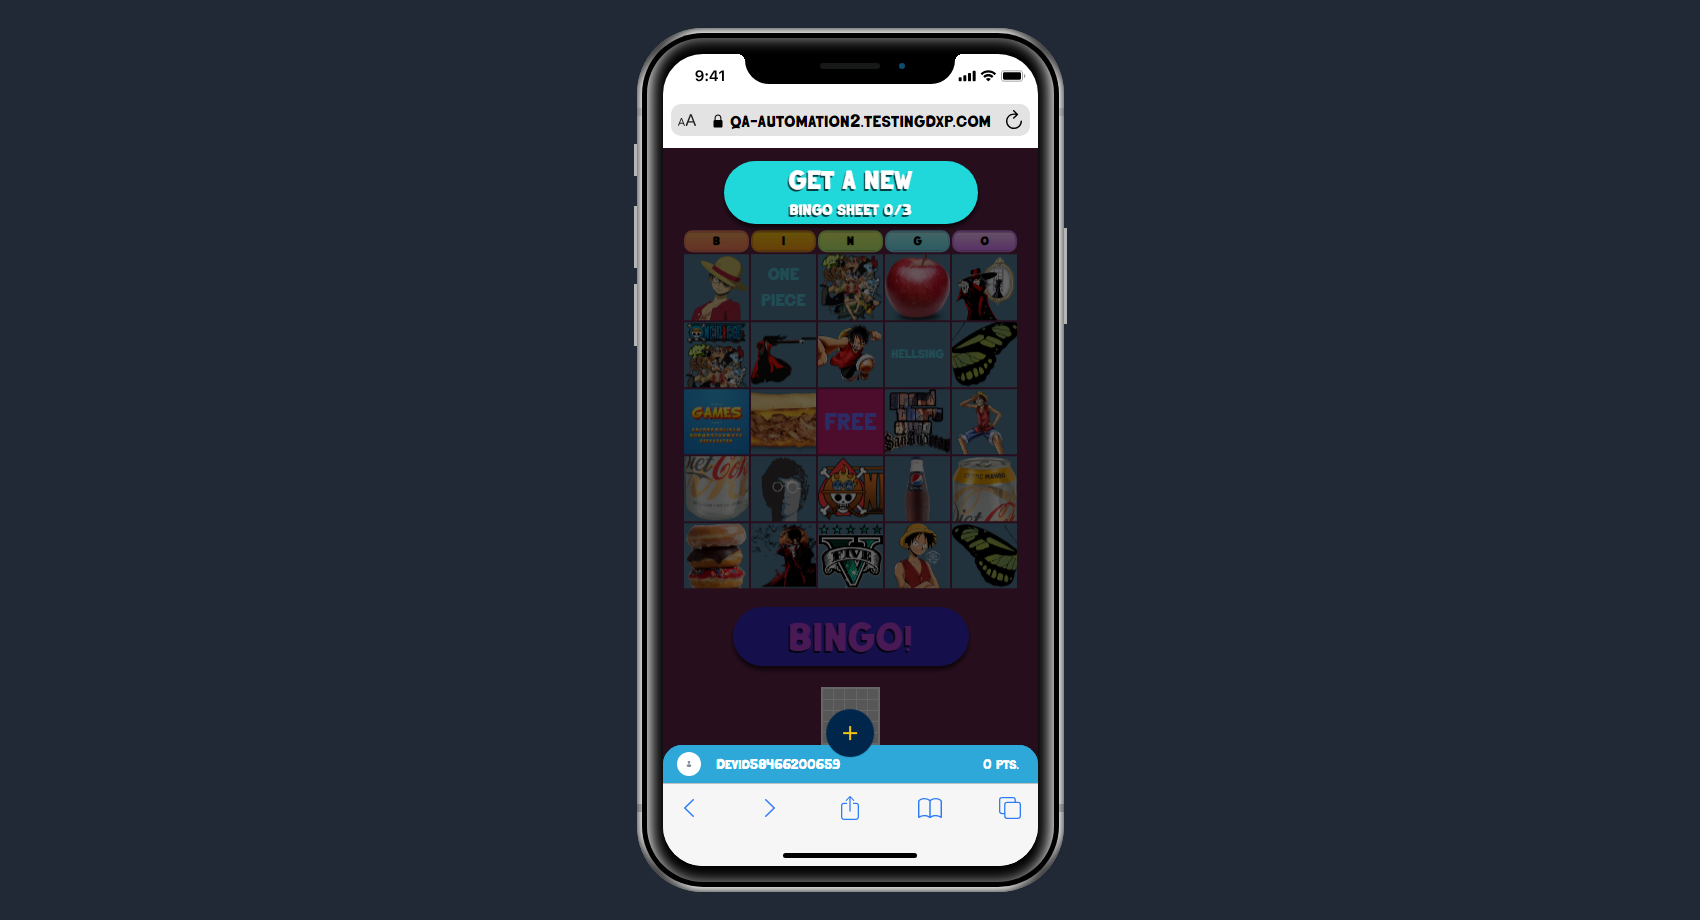 9:41
AA QA-AUTOMATION2.TESTINGDXP.COM
GET A NEW
BINGO SHEET 0/3
B I N G O
ONE
PIECE
HELLSING
GAMES
FREE
FIVE
BINGO!
+
DEVID58466200659
0 PTS.